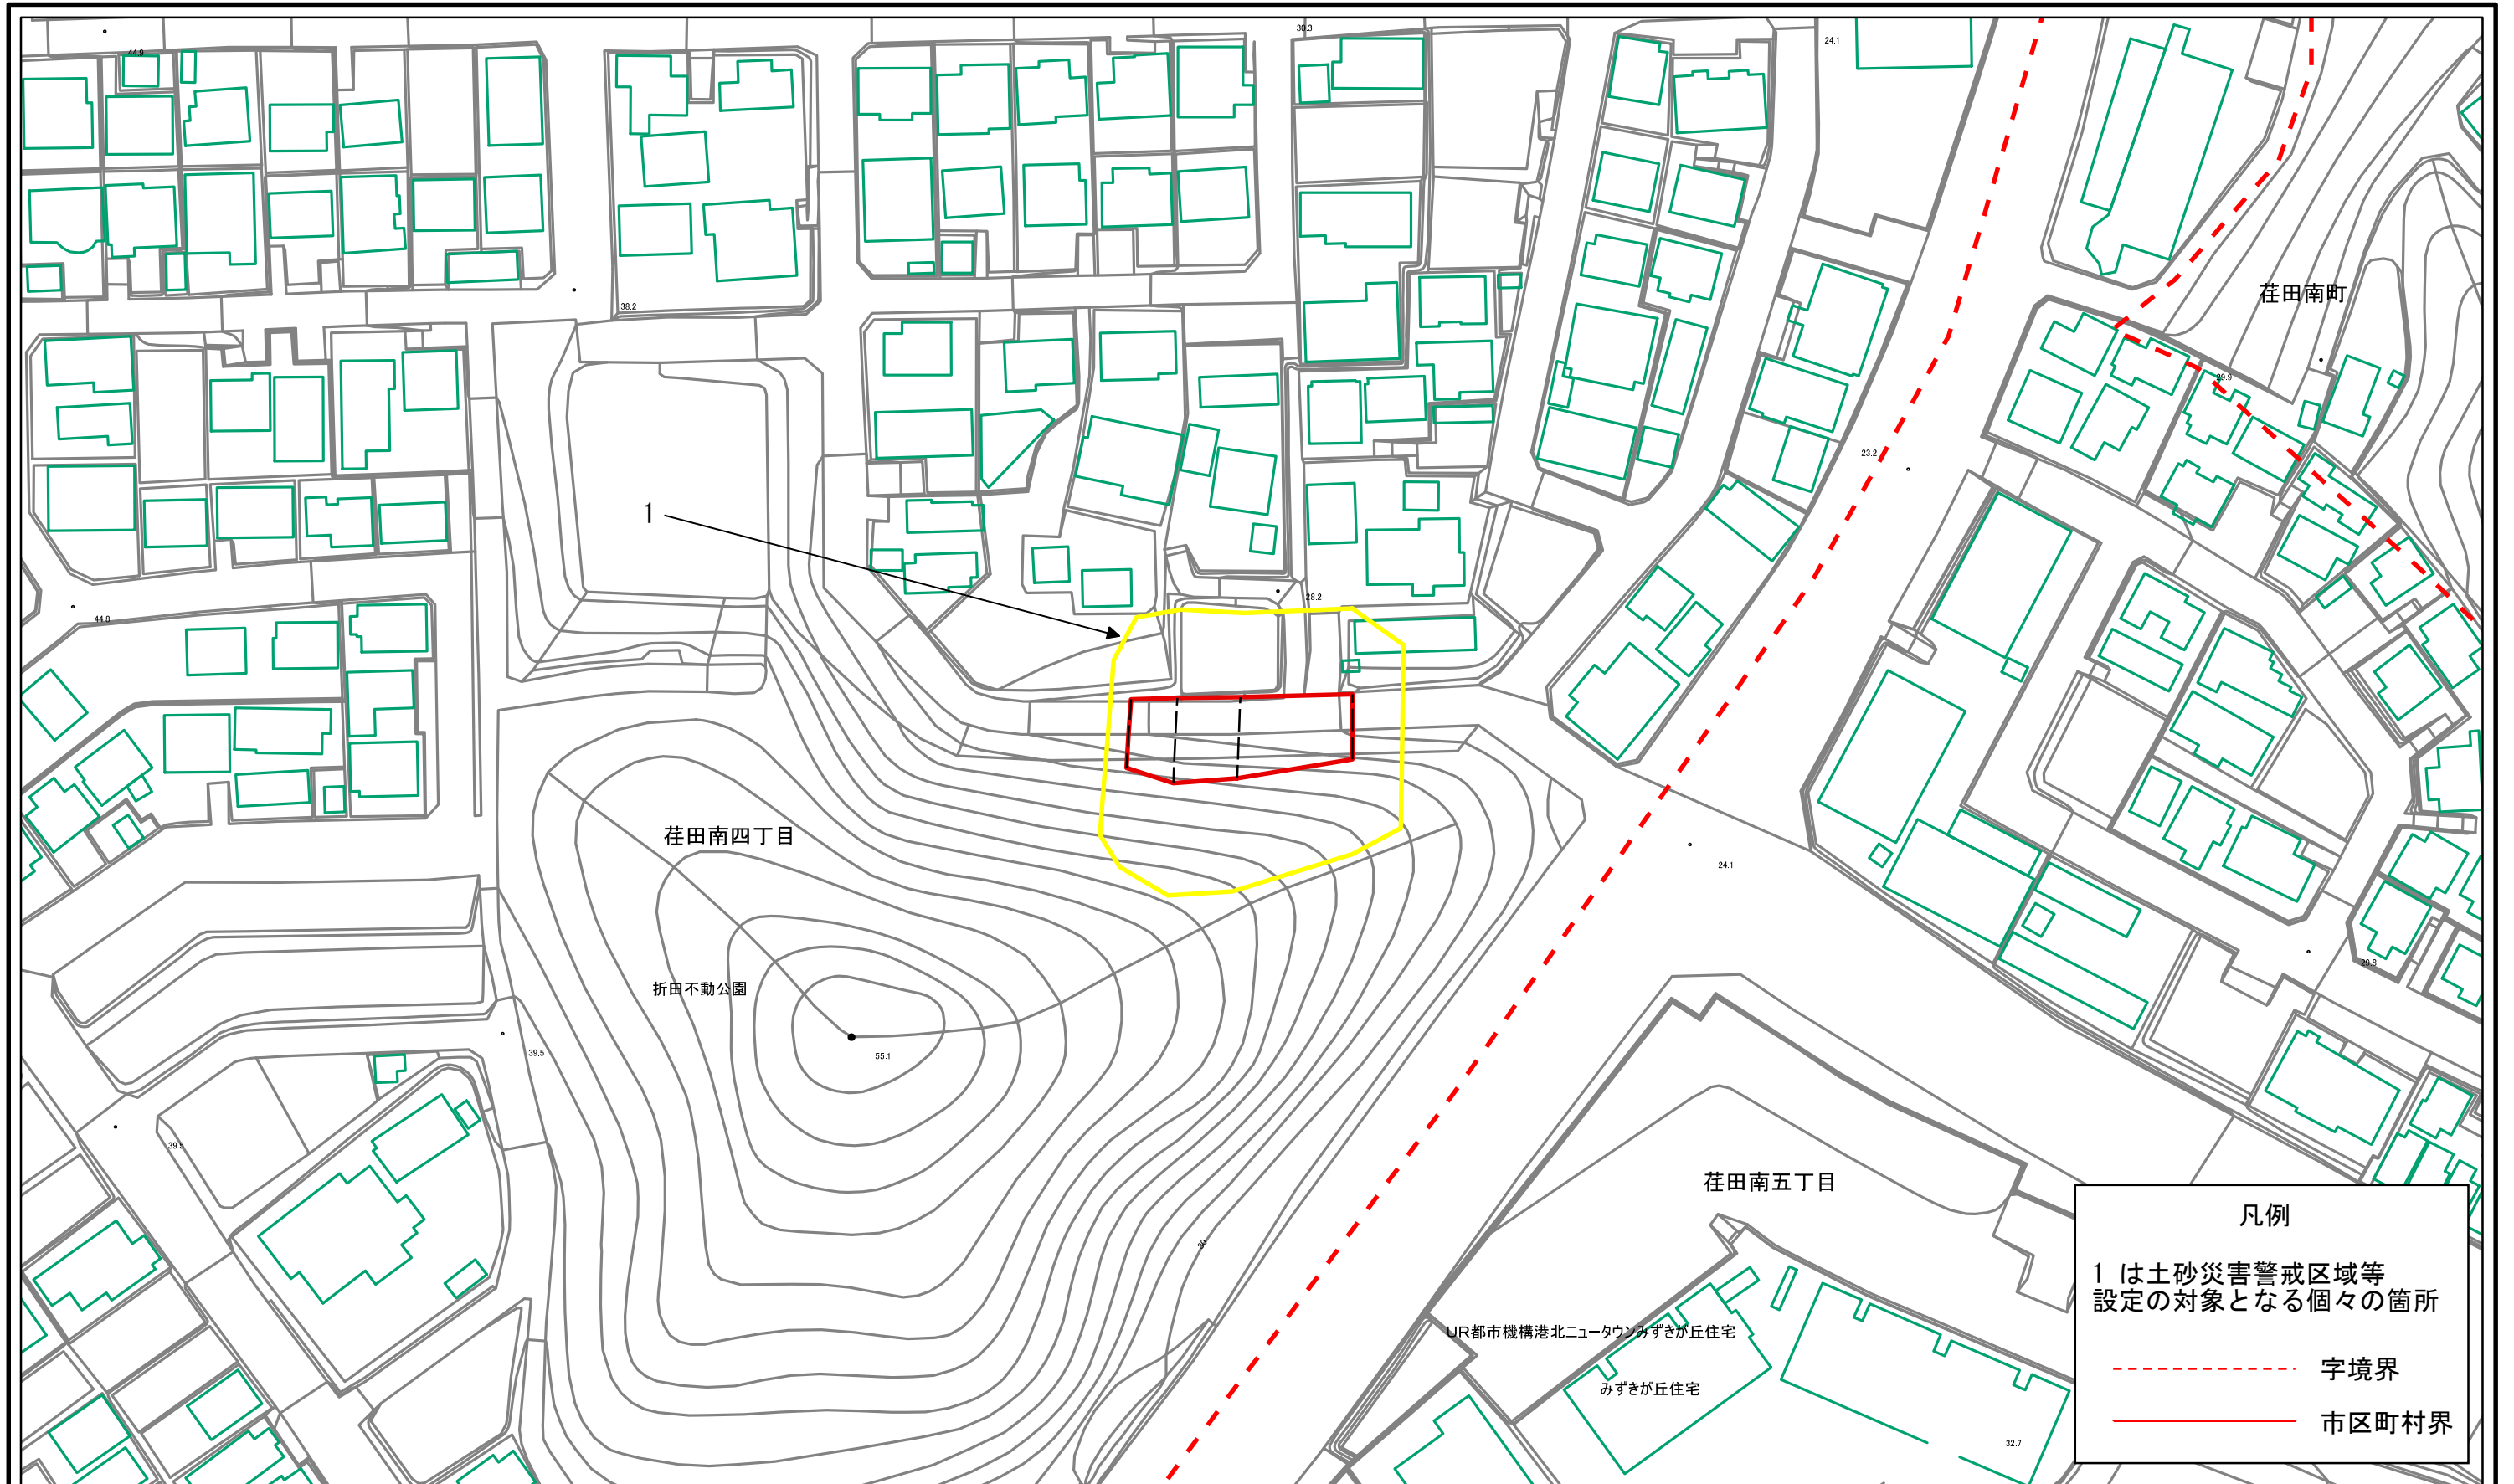 44.9
30.3
24.1
荏田南町
38.2
29.9
23.2
1
28.2
44.8
荏田南四丁目
24.1
29.8
折田不動公園
55.1
39.5
39.5
荏田南五丁目
30
UR都市機構港北ニュータウンみずきが丘住宅
みずきが丘住宅
32.7
凡例
1 は土砂災害警戒区域等
設定の対象となる個々の箇所
字境界
市区町村界